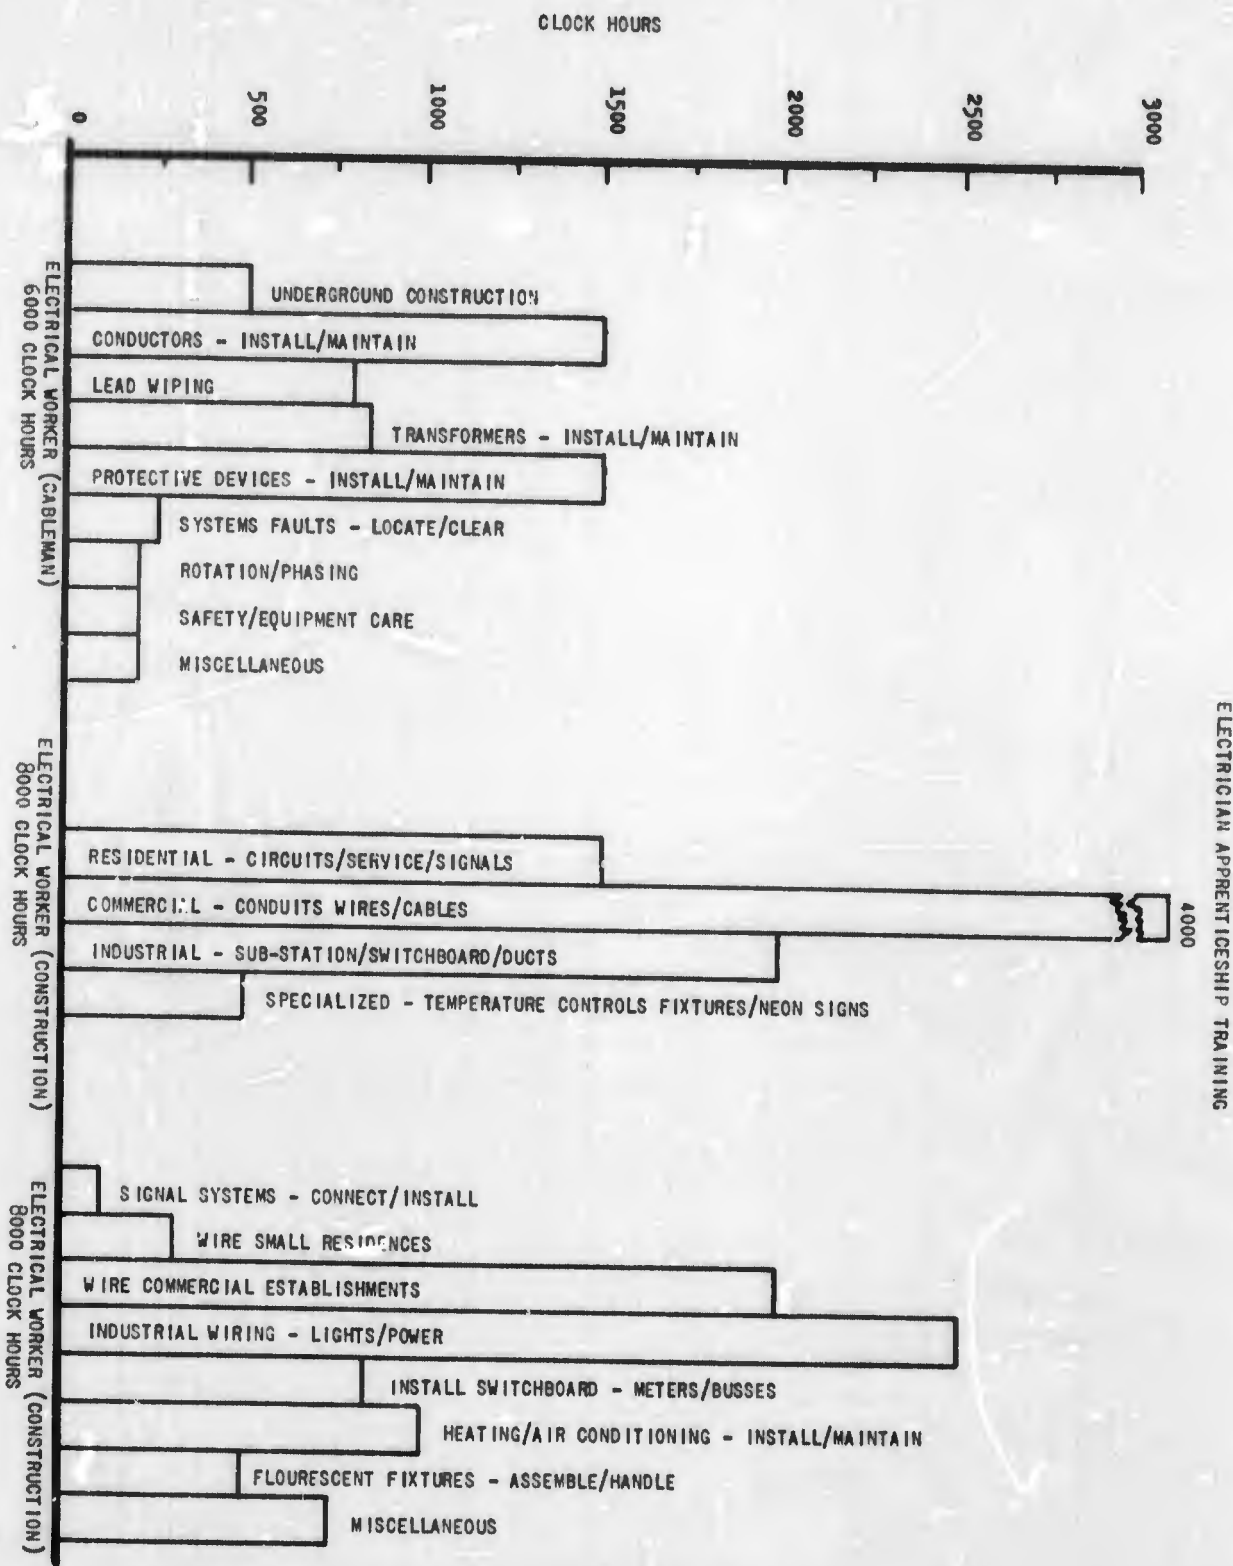 CLOCK HOURS
0
500
1000
1500
2000
2500
3000
ELECTRICIAN APPRENTICESHIP TRAINING
ELECTRICAL WORKER (CABLEMAN)
6000 CLOCK HOURS
UNDERGROUND CONSTRUCTION
CONDUCTORS - INSTALL/MAINTAIN
LEAD WIPING
TRANSFORMERS - INSTALL/MAINTAIN
PROTECTIVE DEVICES - INSTALL/MAINTAIN
SYSTEMS FAULTS - LOCATE/CLEAR
ROTATION/PHASING
SAFETY/EQUIPMENT CARE
MISCELLANEOUS
ELECTRICAL WORKER (CONSTRUCTION)
8000 CLOCK HOURS
RESIDENTIAL - CIRCUITS/SERVICE/SIGNALS
COMMERCIAL - CONDUITS WIRES/CABLES
4000
INDUSTRIAL - SUB-STATION/SWITCHBOARD/DUCTS
SPECIALIZED - TEMPERATURE CONTROLS FIXTURES/NEON SIGNS
ELECTRICAL WORKER (CONSTRUCTION)
8000 CLOCK HOURS
SIGNAL SYSTEMS - CONNECT/INSTALL
WIRE SMALL RESIDENCES
WIRE COMMERCIAL ESTABLISHMENTS
INDUSTRIAL WIRING - LIGHTS/POWER
INSTALL SWITCHBOARD - METERS/BUSSES
HEATING/AIR CONDITIONING - INSTALL/MAINTAIN
FLOURESCENT FIXTURES - ASSEMBLE/HANDLE
MISCELLANEOUS